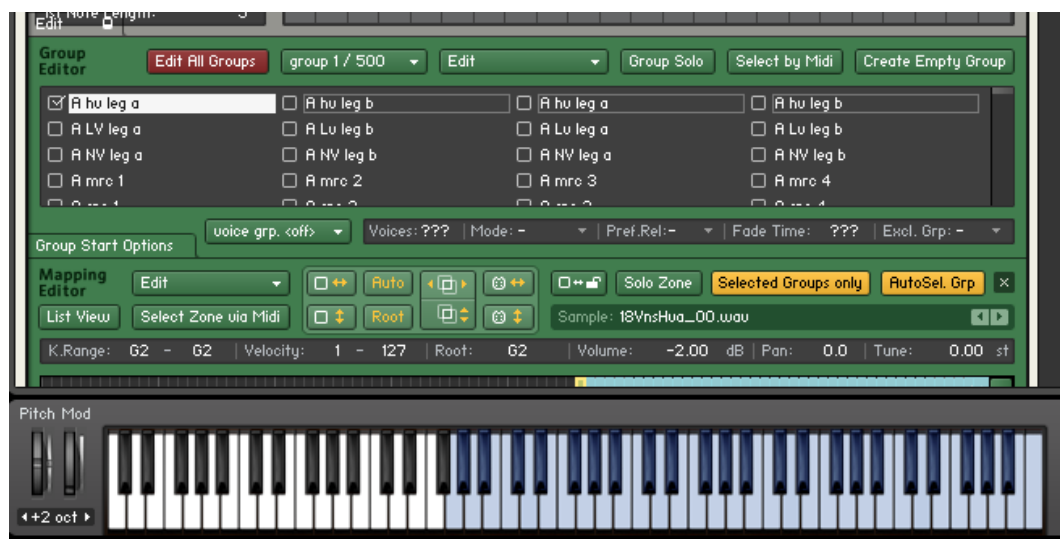 1st Note Length:
Edit
Group Editor Edit All Groups group 1 / 500 Edit Group Solo Select by Midi Create Empty Group
A hv leg a A hv leg b A hv leg a A hv leg b
A LV leg a A Lv leg b A Lv leg a A Lv leg b
A NV leg a A NV leg b A NV leg a A NV leg b
A mrc 1 A mrc 2 A mrc 3 A mrc 4
Group Start Options voice grp. <off> Voices: ??? | Mode: - | Pref.Rel:- | Fade Time: ??? | Excl. Grp: -
Mapping Editor Edit Auto Solo Zone Selected Groups only AutoSel. Grp ×
List View Select Zone via Midi Root Sample: 18VnsHva_00.wav
K.Range: G2 - G2 | Velocity: 1 - 127 | Root: G2 | Volume: -2.00 dB | Pan: 0.0 | Tune: 0.00 st
Pitch Mod
+2 oct